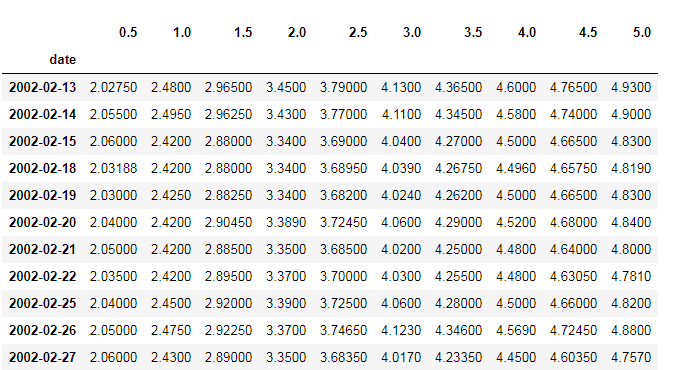 0.5 1.0 1.5 2.0 2.5 3.0 3.5 4.0 4.5 5.0
date
2002-02-13 2.02750 2.4800 2.96500 3.4500 3.79000 4.1300 4.36500 4.6000 4.76500 4.9300
2002-02-14 2.05500 2.4950 2.96250 3.4300 3.77000 4.1100 4.34500 4.5800 4.74000 4.9000
2002-02-15 2.06000 2.4200 2.88000 3.3400 3.69000 4.0400 4.27000 4.5000 4.66500 4.8300
2002-02-18 2.03188 2.4200 2.88000 3.3400 3.68950 4.0390 4.26750 4.4960 4.65750 4.8190
2002-02-19 2.03000 2.4250 2.88250 3.3400 3.68200 4.0240 4.26200 4.5000 4.66500 4.8300
2002-02-20 2.04000 2.4200 2.90450 3.3890 3.72450 4.0600 4.29000 4.5200 4.68000 4.8400
2002-02-21 2.05000 2.4200 2.88500 3.3500 3.68500 4.0200 4.25000 4.4800 4.64000 4.8000
2002-02-22 2.03500 2.4200 2.89500 3.3700 3.70000 4.0300 4.25500 4.4800 4.63050 4.7810
2002-02-25 2.04000 2.4500 2.92000 3.3900 3.72500 4.0600 4.28000 4.5000 4.66000 4.8200
2002-02-26 2.05000 2.4750 2.92250 3.3700 3.74650 4.1230 4.34600 4.5690 4.72450 4.8800
2002-02-27 2.06000 2.4300 2.89000 3.3500 3.68350 4.0170 4.23350 4.4500 4.60350 4.7570